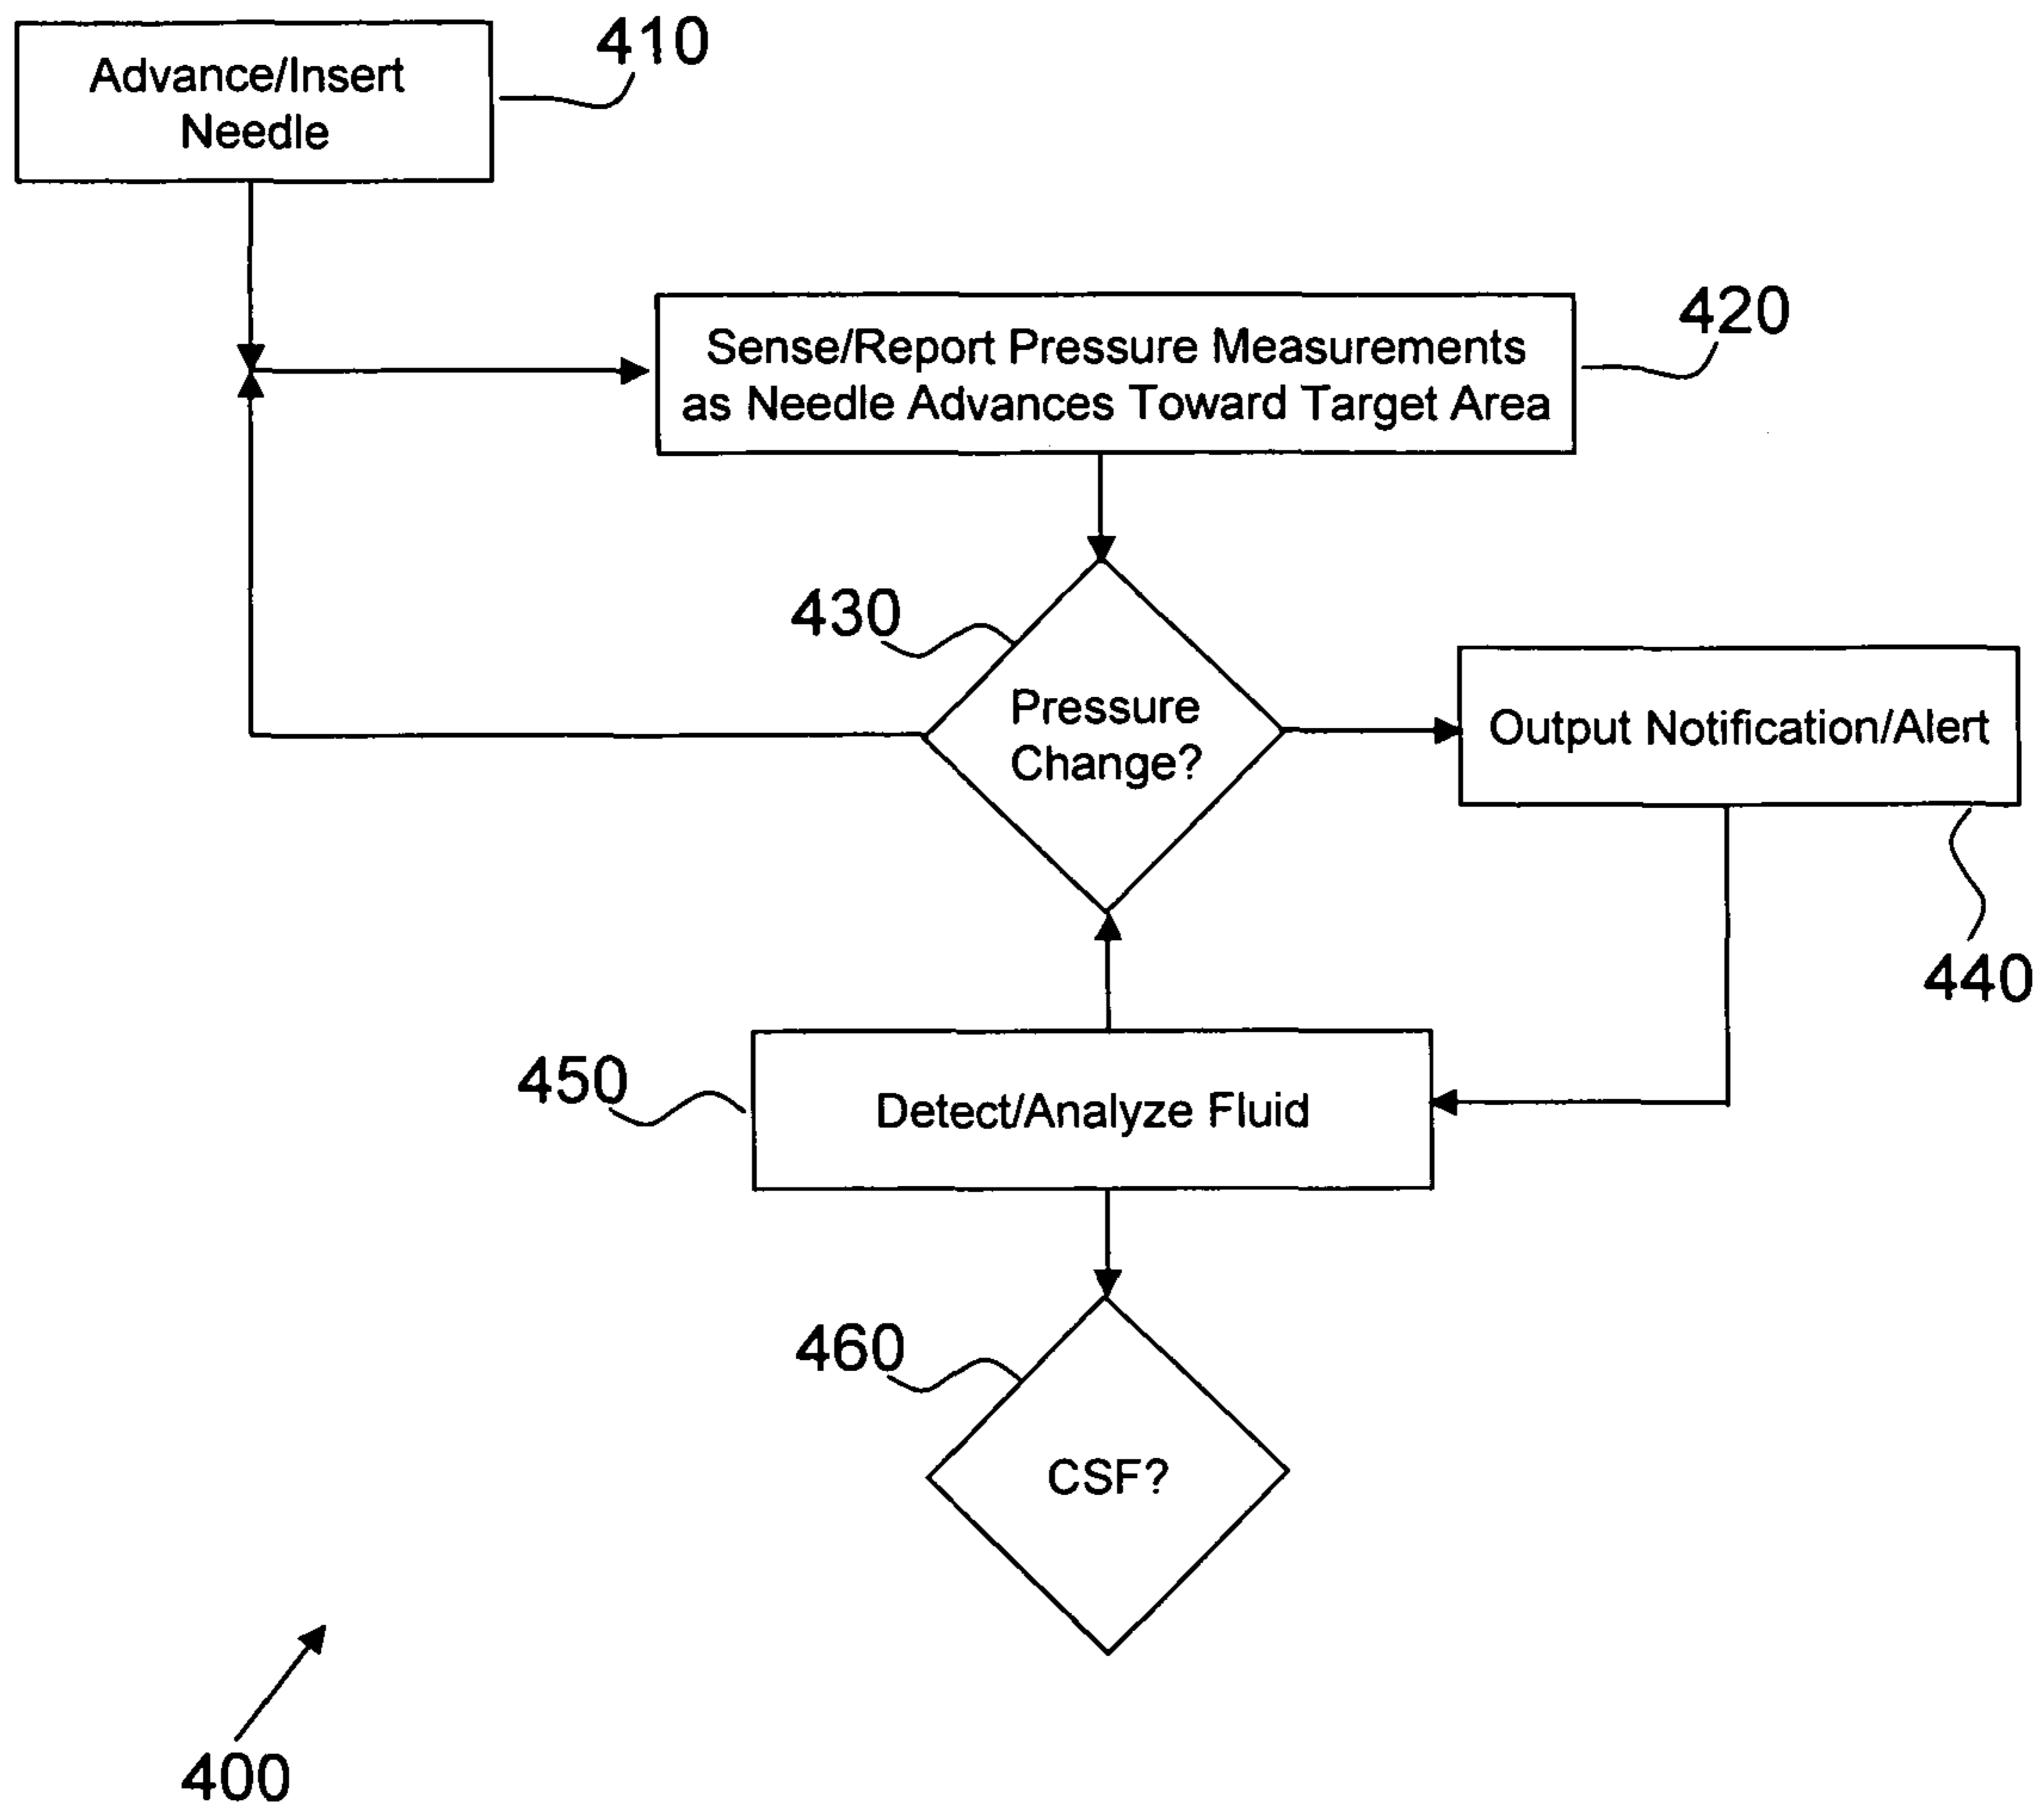 410
Advance/Insert
Needle
420
Sense/Report Pressure Measurements
as Needle Advances Toward Target Area
430
Pressure
Change?
Output Notification/Alert
440
450
Detect/Analyze Fluid
460
CSF?
400